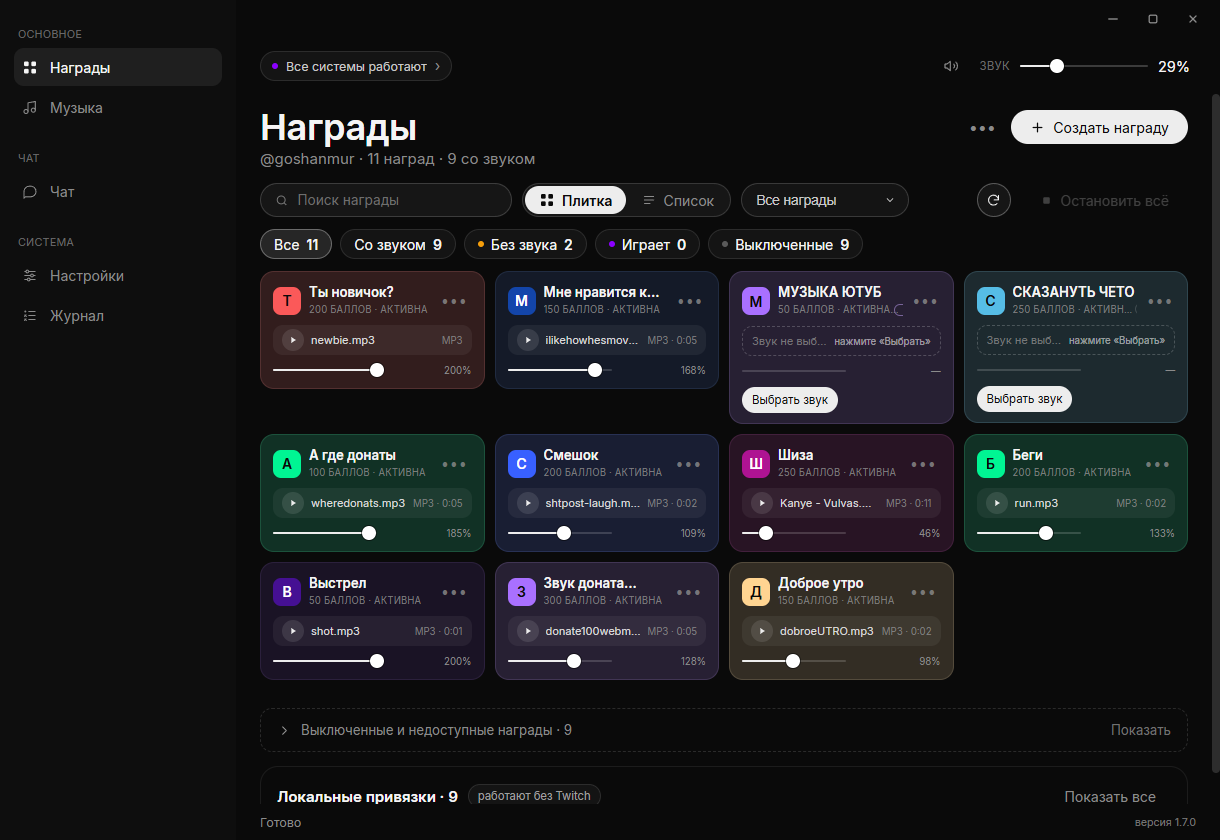 ОСНОВНОЕ
Награды
Музыка
ЧАТ
Чат
СИСТЕМА
Настройки
Журнал
Все системы работают
ЗВУК 29%
Награды
Создать награду
@goshanmur · 11 наград · 9 со звуком
Поиск награды
Плитка
Список
Все награды
Остановить всё
Все 11
Со звуком 9
Без звука 2
Играет 0
Выключенные 9
Т
Ты новичок?
200 БАЛЛОВ · АКТИВНА
newbie.mp3 MP3
200%
М
Мне нравится к...
150 БАЛЛОВ · АКТИВНА
ilikehowhesmov... MP3 · 0:05
168%
М
МУЗЫКА ЮТУБ
50 БАЛЛОВ · АКТИВНА...
Звук не выб... нажмите «Выбрать»
—
Выбрать звук
С
СКАЗАНУТЬ ЧЕТО
250 БАЛЛОВ · АКТИВН...
Звук не выб... нажмите «Выбрать»
—
Выбрать звук
А
А где донаты
100 БАЛЛОВ · АКТИВНА
wheredonats.mp3 MP3 · 0:05
185%
С
Смешок
200 БАЛЛОВ · АКТИВНА
shtpost-laugh.m... MP3 · 0:02
109%
Ш
Шиза
250 БАЛЛОВ · АКТИВНА
Kanye - Vulvas.... MP3 · 0:11
46%
Б
Беги
200 БАЛЛОВ · АКТИВНА
run.mp3 MP3 · 0:02
133%
В
Выстрел
50 БАЛЛОВ · АКТИВНА
shot.mp3 MP3 · 0:01
200%
З
Звук доната...
300 БАЛЛОВ · АКТИВНА
donate100webm... MP3 · 0:05
128%
Д
Доброе утро
150 БАЛЛОВ · АКТИВНА
dobroeUTRO.mp3 MP3 · 0:02
98%
Выключенные и недоступные награды · 9 Показать
Локальные привязки · 9 работают без Twitch Показать все
Готово
версия 1.7.0